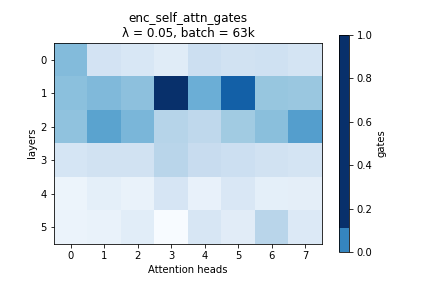 enc_self_attn_gates
λ = 0.05, batch = 63k
layers
0
1
2
3
4
5
0 1 2 3 4 5 6 7
Attention heads
1.0
0.8
0.6
0.4
0.2
0.0
gates